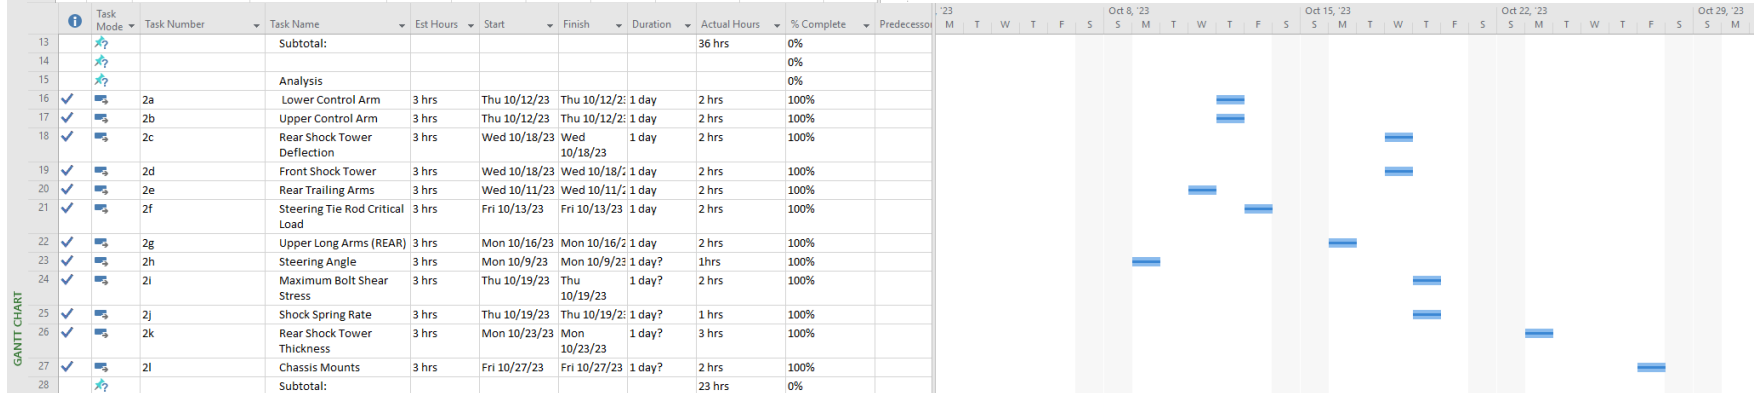 Task Mode Task Number Task Name Est Hours Start Finish Duration Actual Hours % Complete Predecessor
, '23 Oct 8, '23 Oct 15, '23 Oct 22, '23 Oct 29, '23
M T W T F S S M T W T F S S M T W T F S S M T W T F S S M
13 Subtotal: 36 hrs 0%
14 0%
15 Analysis 0%
16 2a Lower Control Arm 3 hrs Thu 10/12/23 Thu 10/12/2 1 day 2 hrs 100%
17 2b Upper Control Arm 3 hrs Thu 10/12/23 Thu 10/12/2 1 day 2 hrs 100%
18 2c Rear Shock Tower 3 hrs Wed 10/18/23 Wed 1 day 2 hrs 100%
Deflection 10/18/23
19 2d Front Shock Tower 3 hrs Wed 10/18/23 Wed 10/18/2 1 day 2 hrs 100%
20 2e Rear Trailing Arms 3 hrs Wed 10/11/23 Wed 10/11/2 1 day 2 hrs 100%
21 2f Steering Tie Rod Critical 3 hrs Fri 10/13/23 Fri 10/13/23 1 day 2 hrs 100%
Load
22 2g Upper Long Arms (REAR) 3 hrs Mon 10/16/23 Mon 10/16/2 1 day 2 hrs 100%
23 2h Steering Angle 3 hrs Mon 10/9/23 Mon 10/9/23 1 day? 1hrs 100%
24 2i Maximum Bolt Shear 3 hrs Thu 10/19/23 Thu 1 day? 2 hrs 100%
Stress 10/19/23
25 2j Shock Spring Rate 3 hrs Thu 10/19/23 Thu 10/19/2 1 day? 1 hrs 100%
26 2k Rear Shock Tower 3 hrs Mon 10/23/23 Mon 1 day? 3 hrs 100%
Thickness 10/23/23
27 2l Chassis Mounts 3 hrs Fri 10/27/23 Fri 10/27/23 1 day? 2 hrs 100%
28 Subtotal: 23 hrs 0%
GANTT CHART